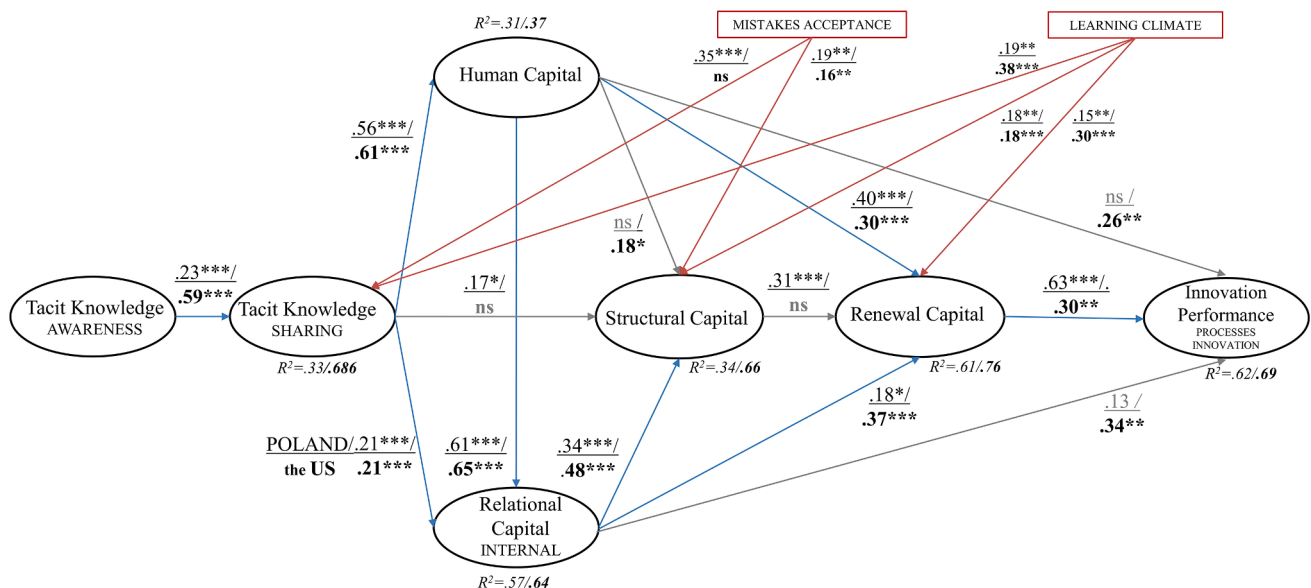 R²=.31/.37
MISTAKES ACCEPTANCE
LEARNING CLIMATE
Human Capital
.35***/
ns
.19**/
.16**
.19**
.38***
.56***/
.61***
.18**/
.18***
.15**/
.30***
.40***/
.30***
ns /
.26**
ns /
.18*
.23***/
.59***
.17*/
ns
.31***/
ns
.63***/.
.30**
Tacit Knowledge
AWARENESS
Tacit Knowledge
SHARING
Structural Capital
Renewal Capital
Innovation
Performance
PROCESSES
INNOVATION
R²=.33/.686
R²=.34/.66
R²=.61/.76
R²=.62/.69
.18*/
.37***
.13 /
.34**
POLAND/.21***/
the US .21***
.61***/
.65***
.34***/
.48***
Relational
Capital
INTERNAL
R²=.57/.64